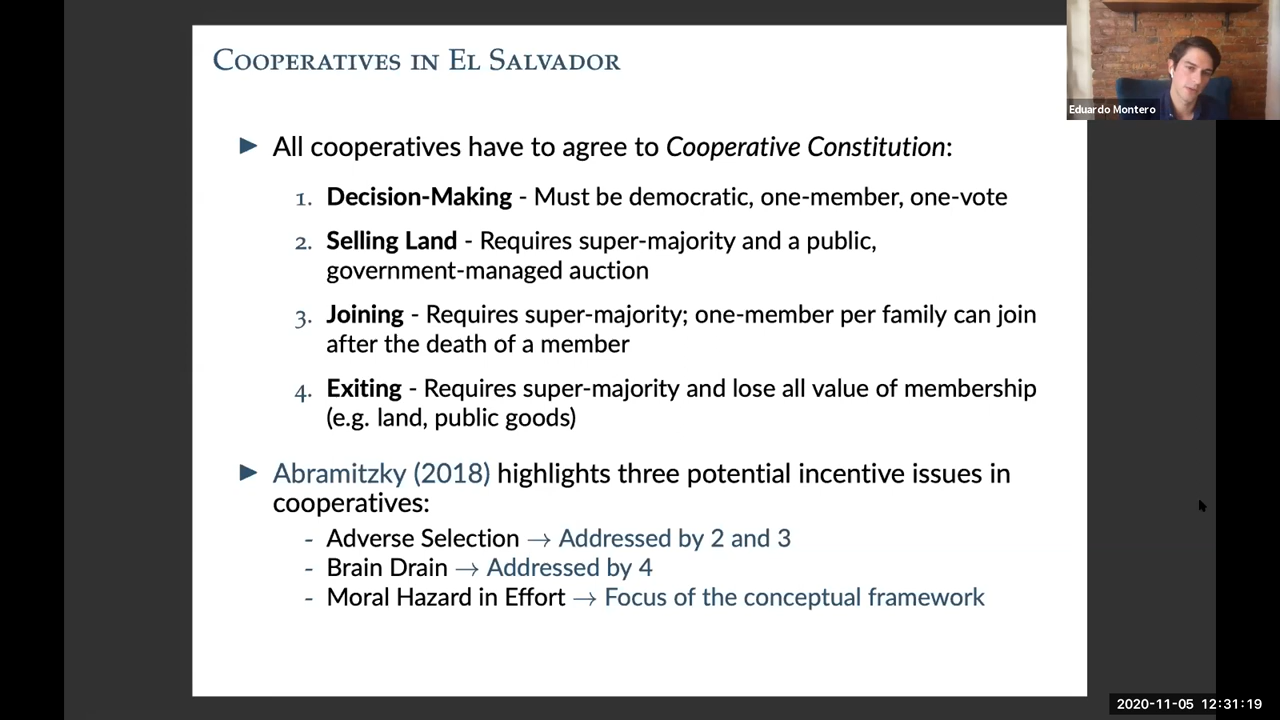 COOPERATIVES IN EL SALVADOR
Eduardo Montero
► All cooperatives have to agree to Cooperative Constitution:
1. Decision-Making - Must be democratic, one-member, one-vote
2. Selling Land - Requires super-majority and a public,
government-managed auction
3. Joining - Requires super-majority; one-member per family can join
after the death of a member
4. Exiting - Requires super-majority and lose all value of membership
(e.g. land, public goods)
► Abramitzky (2018) highlights three potential incentive issues in
cooperatives:
- Adverse Selection → Addressed by 2 and 3
- Brain Drain → Addressed by 4
- Moral Hazard in Effort → Focus of the conceptual framework
2020-11-05 12:31:19